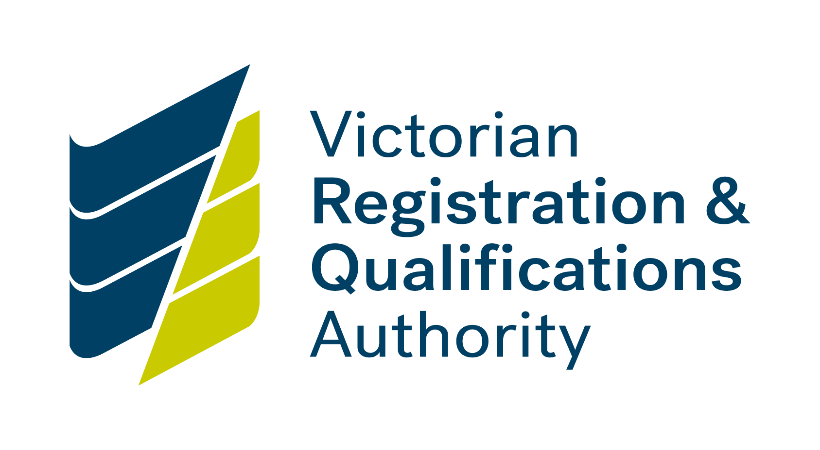 Victorian
Registration &
Qualifications
Authority